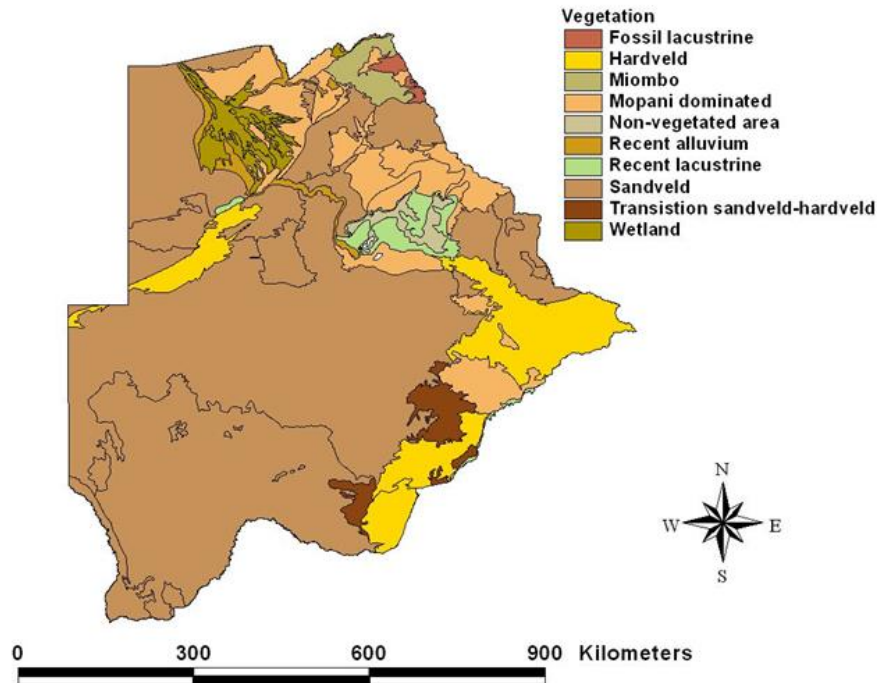 Vegetation
Fossil lacustrine
Hardveld
Miombo
Mopani dominated
Non-vegetated area
Recent alluvium
Recent lacustrine
Sandveld
Transistion sandveld-hardveld
Wetland
N
W E
S
0 300 600 900 Kilometers